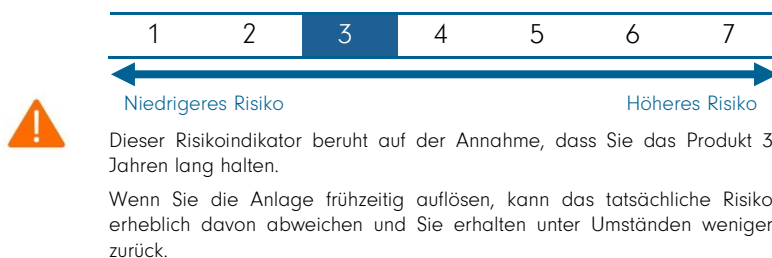 1 2 3 4 5 6 7
Niedrigeres Risiko Höheres Risiko
Dieser Risikoindikator beruht auf der Annahme, dass Sie das Produkt 3
Jahren lang halten.
Wenn Sie die Anlage frühzeitig auflösen, kann das tatsächliche Risiko
erheblich davon abweichen und Sie erhalten unter Umständen weniger
zurück.